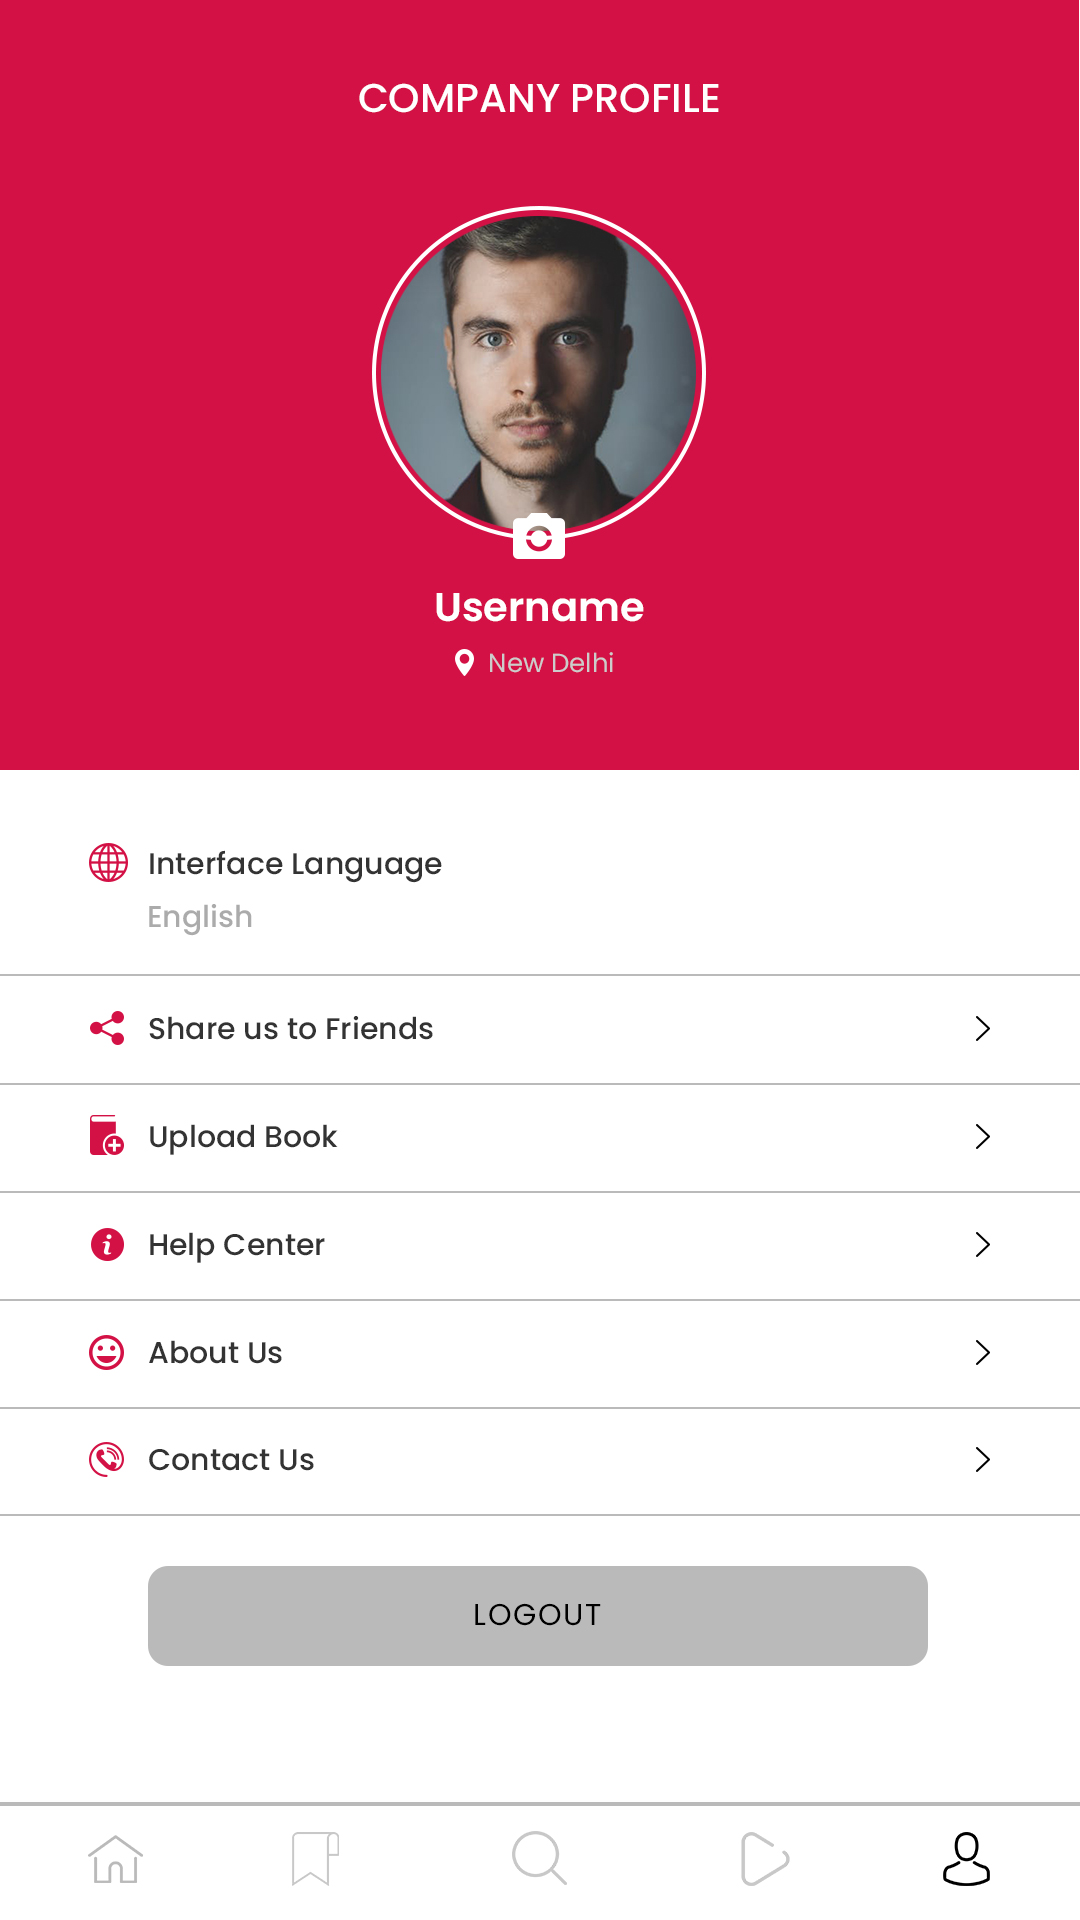 COMPANY PROFILE
Username
New Delhi
Interface Language
English
Share us to Friends
Upload Book
Help Center
About Us
Contact Us
LOGOUT